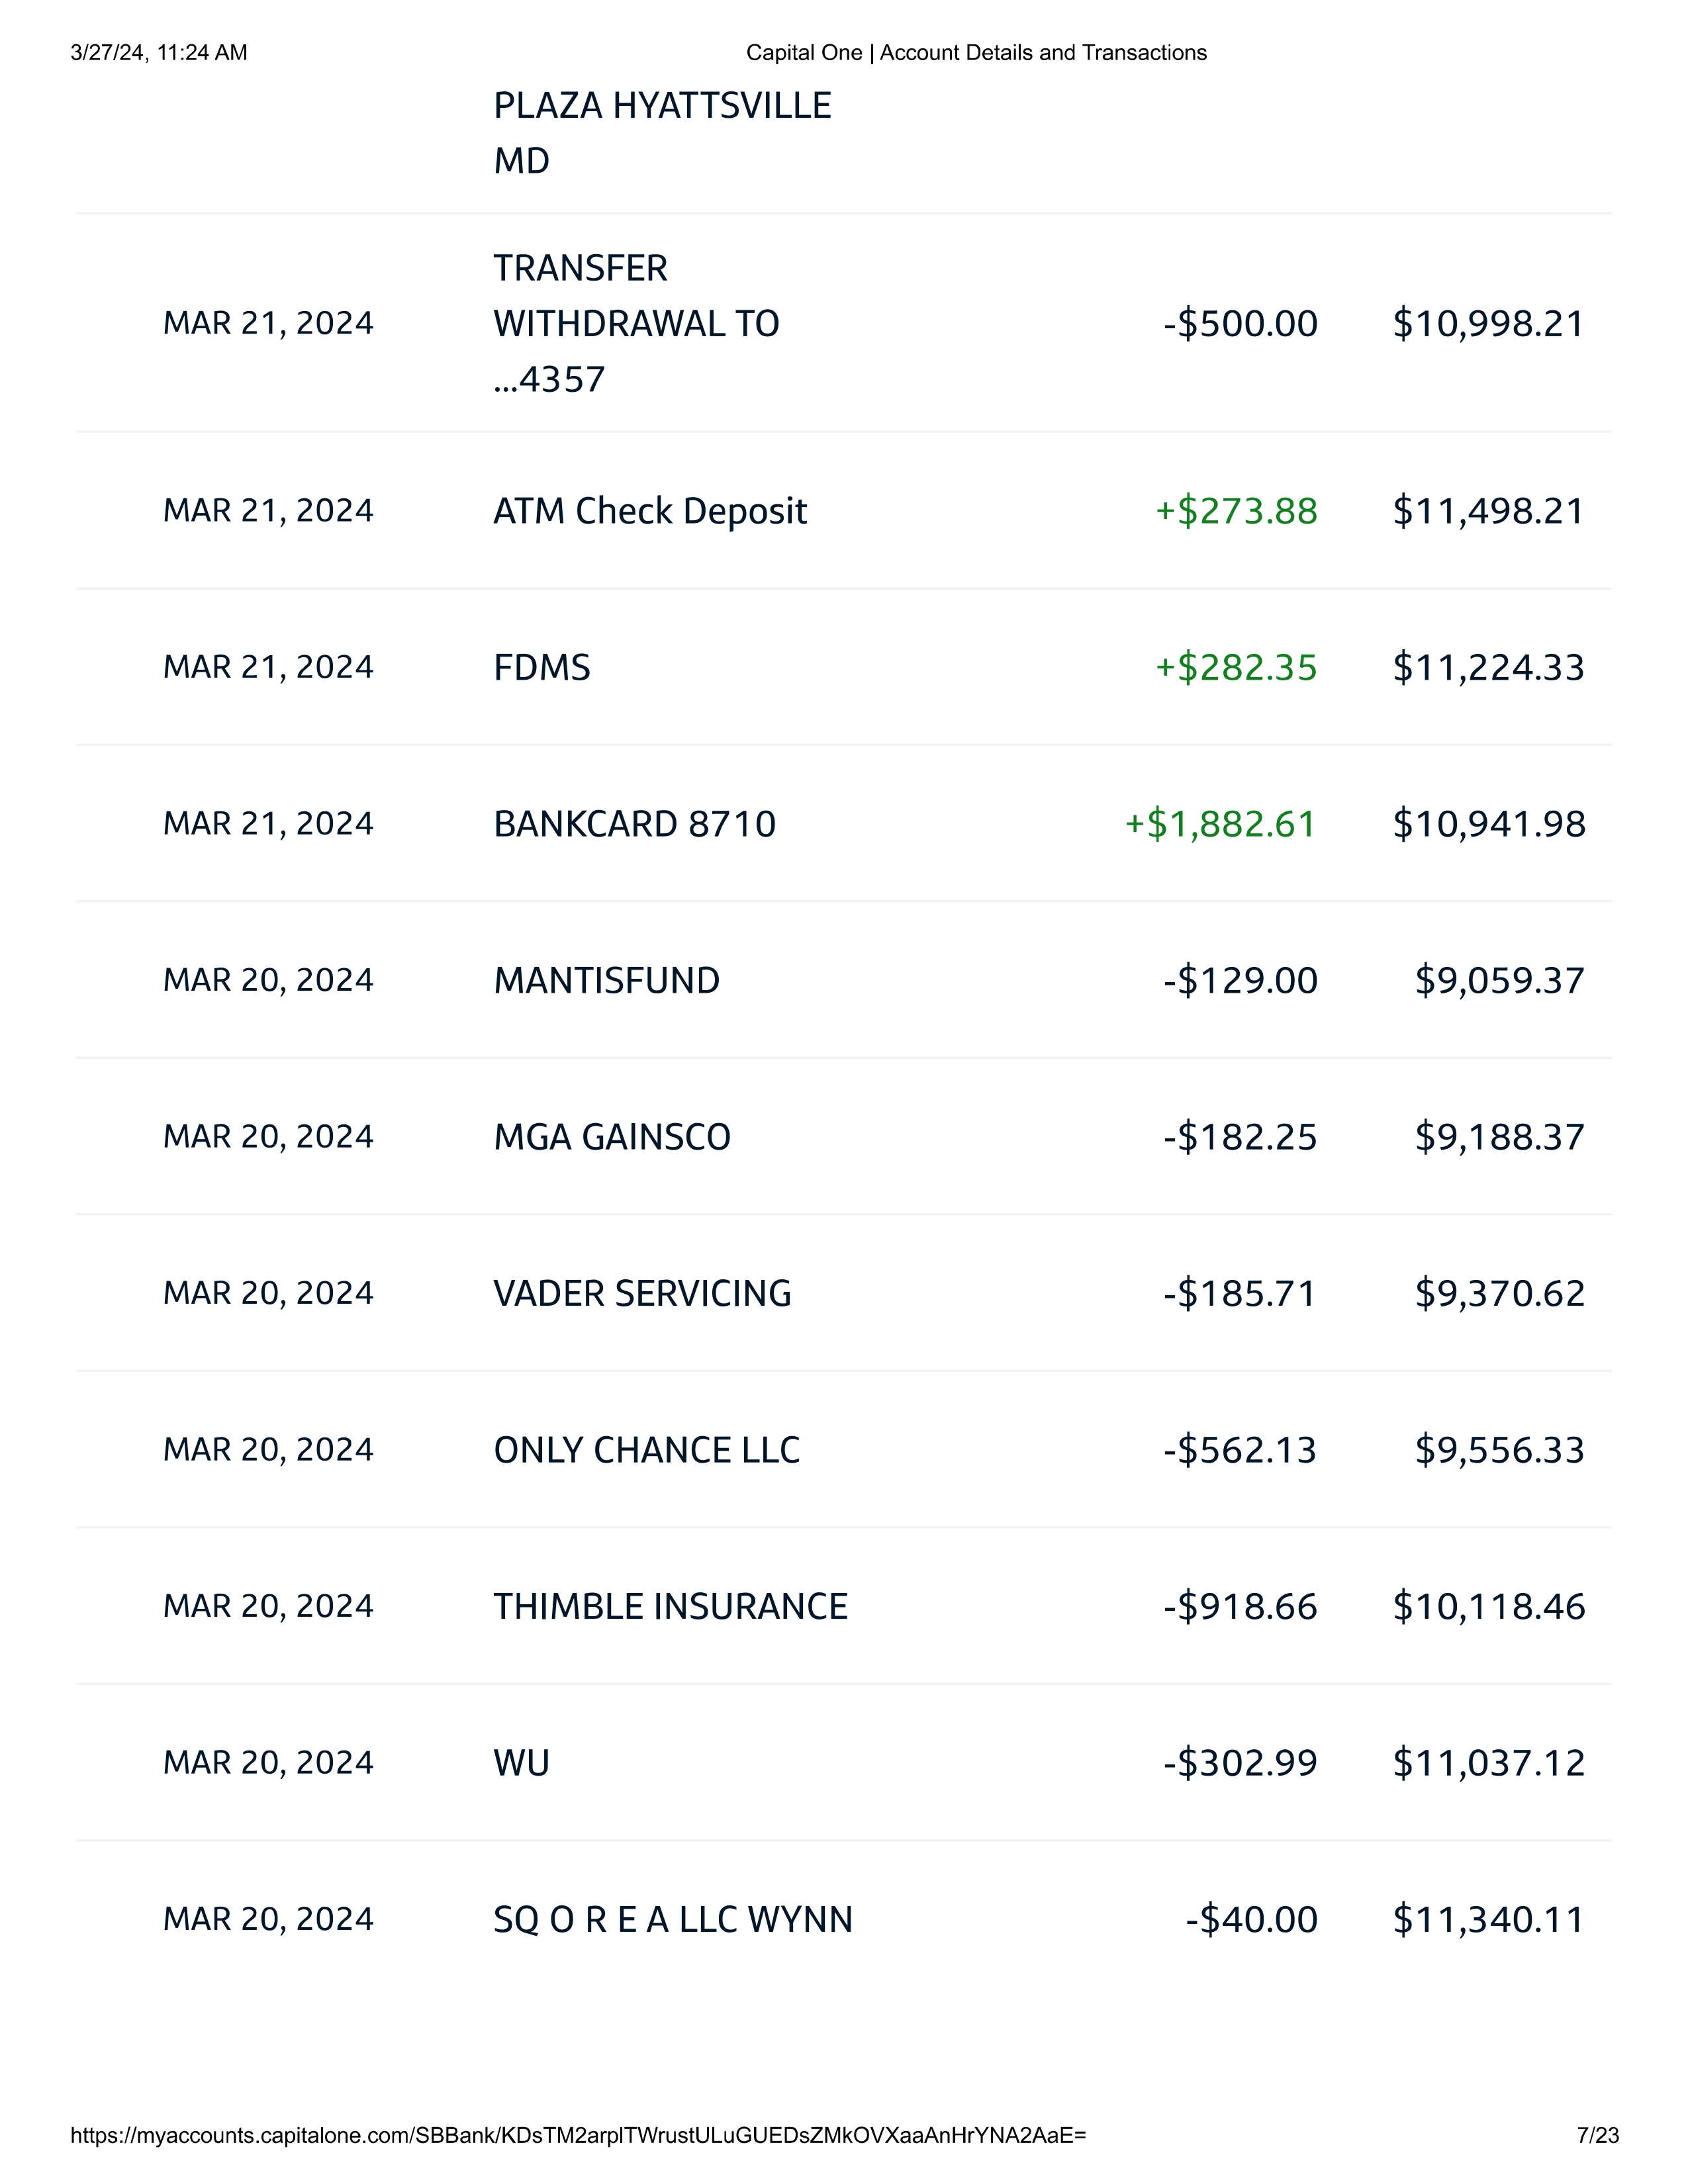 3/27/24, 11:24 AM Capital One | Account Details and Transactions
PLAZA HYATTSVILLE
MD
TRANSFER
MAR 21, 2024 WITHDRAWAL TO -$500.00 $10,998.21
...4357
MAR 21, 2024 ATM Check Deposit +$273.88 $11,498.21
MAR 21, 2024 FDMS +$282.35 $11,224.33
MAR 21, 2024 BANKCARD 8710 +$1,882.61 $10,941.98
MAR 20, 2024 MANTISFUND -$129.00 $9,059.37
MAR 20, 2024 MGA GAINSCO -$182.25 $9,188.37
MAR 20, 2024 VADER SERVICING -$185.71 $9,370.62
MAR 20, 2024 ONLY CHANCE LLC -$562.13 $9,556.33
MAR 20, 2024 THIMBLE INSURANCE -$918.66 $10,118.46
MAR 20, 2024 WU -$302.99 $11,037.12
MAR 20, 2024 SQ O R E A LLC WYNN -$40.00 $11,340.11
https://myaccounts.capitalone.com/SBBank/KDsTM2arplTWrustULuGUEDsZMkOVXaaAnHrYNA2AaE= 7/23